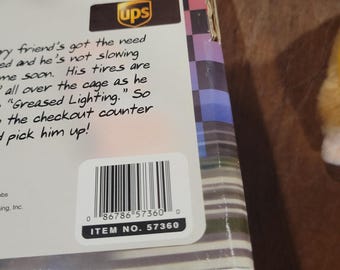 ups
ry friend's got the need
ed and he's not slowing
me soon. His tires are
" all over the cage as he
"Greased Lighting." So
the checkout counter
d pick him up!
bs
ing, Inc.
0 86786 57360 0
ITEM NO. 57360